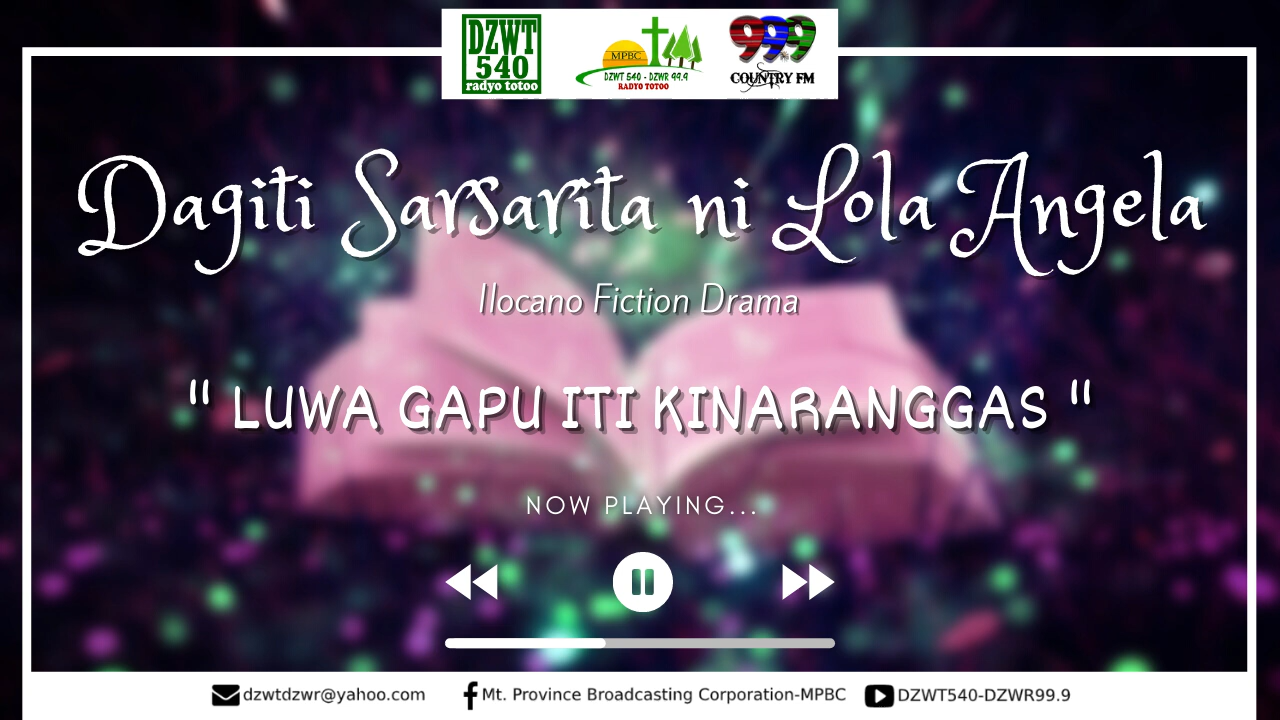 DZWT
540
radyo totoo
MPBC
DZWT 540 - DZWR 99.9
RADYO TOTOO
999
COUNTRY FM
Dagiti Sarsarita ni Lola Angela
Ilocano Fiction Drama
" LUWA GAPU ITI KINARANGGAS "
NOW PLAYING...
dzwtdzwr@yahoo.com Mt. Province Broadcasting Corporation-MPBC DZWT540-DZWR99.9